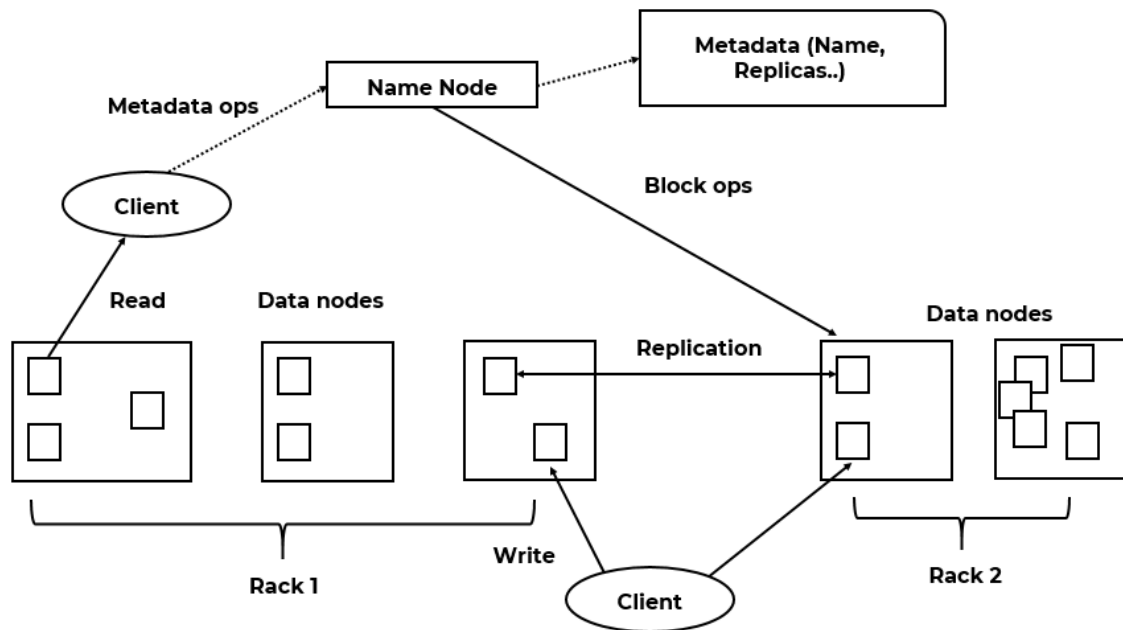 Metadata (Name,
Replicas..)
Name Node
Metadata ops
Block ops
Client
Read
Data nodes
Data nodes
Replication
Write
Rack 1
Rack 2
Client